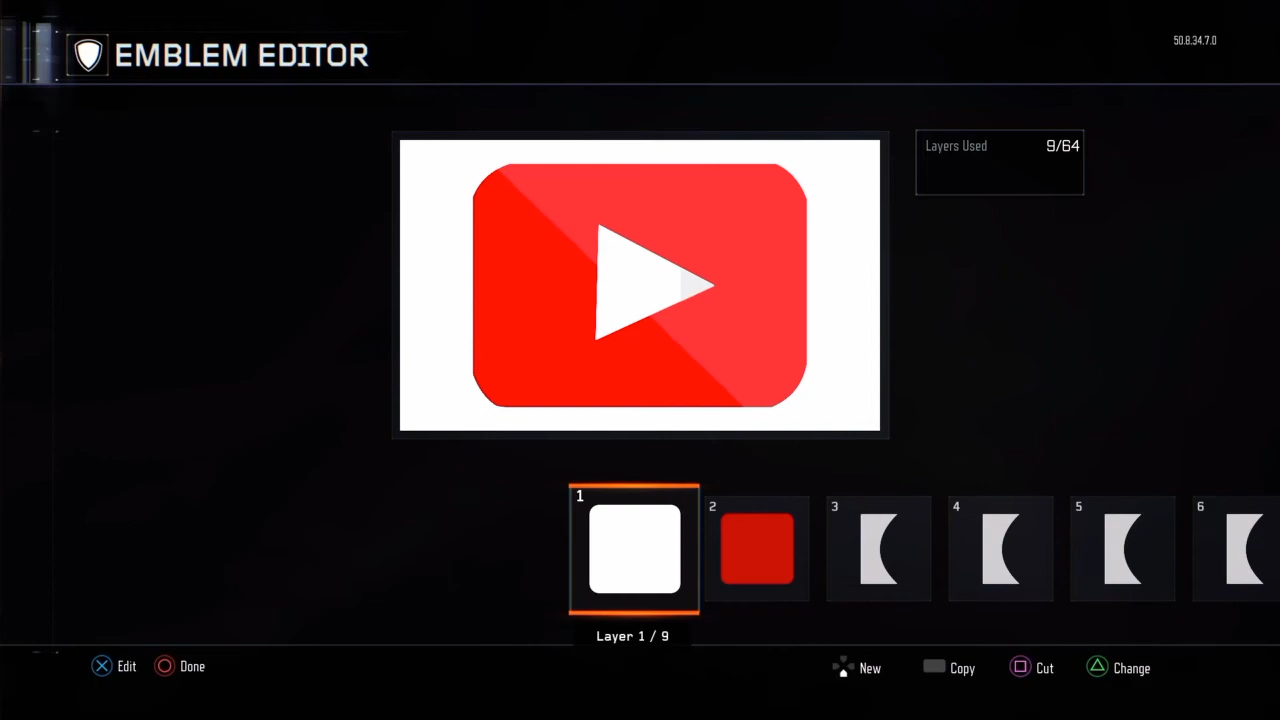 EMBLEM EDITOR
50.8.34.7.0
Layers Used 9/64
1
2
3
4
5
6
Layer 1 / 9
Edit
Done
New
Copy
Cut
Change